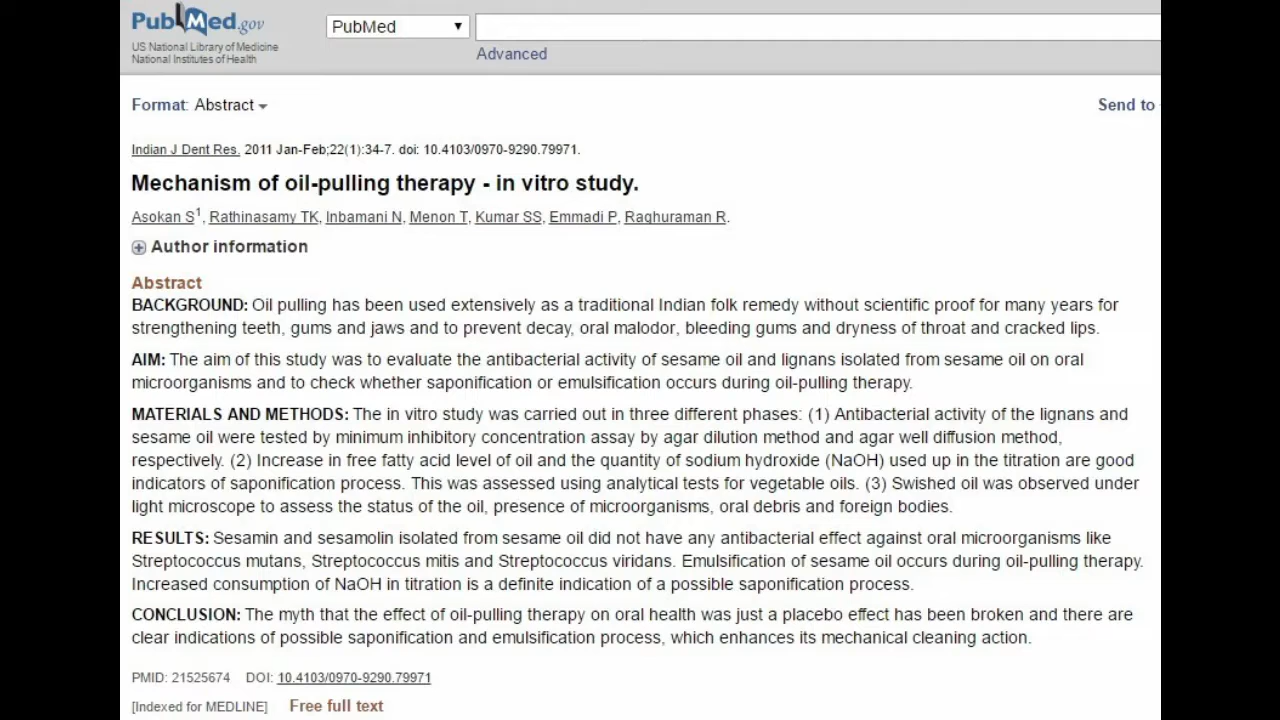 PubMed.gov
US National Library of Medicine
National Institutes of Health
PubMed
Advanced
Format: Abstract
Send to
Indian J Dent Res. 2011 Jan-Feb;22(1):34-7. doi: 10.4103/0970-9290.79971.
Mechanism of oil-pulling therapy - in vitro study.
Asokan S1, Rathinasamy TK, Inbamani N, Menon T, Kumar SS, Emmadi P, Raghuraman R.
Author information
Abstract
BACKGROUND: Oil pulling has been used extensively as a traditional Indian folk remedy without scientific proof for many years for
strengthening teeth, gums and jaws and to prevent decay, oral malodor, bleeding gums and dryness of throat and cracked lips.
AIM: The aim of this study was to evaluate the antibacterial activity of sesame oil and lignans isolated from sesame oil on oral
microorganisms and to check whether saponification or emulsification occurs during oil-pulling therapy.
MATERIALS AND METHODS: The in vitro study was carried out in three different phases: (1) Antibacterial activity of the lignans and
sesame oil were tested by minimum inhibitory concentration assay by agar dilution method and agar well diffusion method,
respectively. (2) Increase in free fatty acid level of oil and the quantity of sodium hydroxide (NaOH) used up in the titration are good
indicators of saponification process. This was assessed using analytical tests for vegetable oils. (3) Swished oil was observed under
light microscope to assess the status of the oil, presence of microorganisms, oral debris and foreign bodies.
RESULTS: Sesamin and sesamolin isolated from sesame oil did not have any antibacterial effect against oral microorganisms like
Streptococcus mutans, Streptococcus mitis and Streptococcus viridans. Emulsification of sesame oil occurs during oil-pulling therapy.
Increased consumption of NaOH in titration is a definite indication of a possible saponification process.
CONCLUSION: The myth that the effect of oil-pulling therapy on oral health was just a placebo effect has been broken and there are
clear indications of possible saponification and emulsification process, which enhances its mechanical cleaning action.
PMID: 21525674 DOI: 10.4103/0970-9290.79971
[Indexed for MEDLINE] Free full text